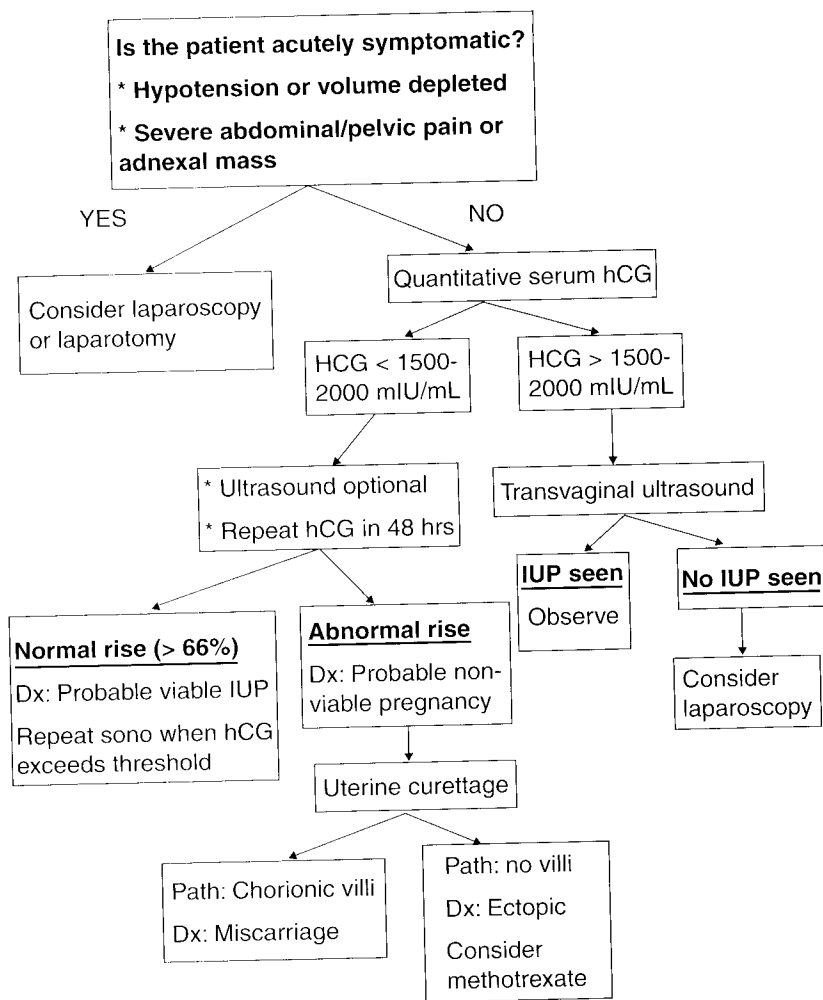 Is the patient acutely symptomatic?
* Hypotension or volume depleted
* Severe abdominal/pelvic pain or
adnexal mass
YES
NO
Consider laparoscopy
or laparotomy
Quantitative serum hCG
HCG < 1500-
2000 mIU/mL
HCG > 1500-
2000 mIU/mL
* Ultrasound optional
* Repeat hCG in 48 hrs
Transvaginal ultrasound
IUP seen
Observe
No IUP seen
Consider
laparoscopy
Normal rise (> 66%)
Dx: Probable viable IUP
Repeat sono when hCG
exceeds threshold
Abnormal rise
Dx: Probable non-
viable pregnancy
Uterine curettage
Path: Chorionic villi
Dx: Miscarriage
Path: no villi
Dx: Ectopic
Consider
methotrexate